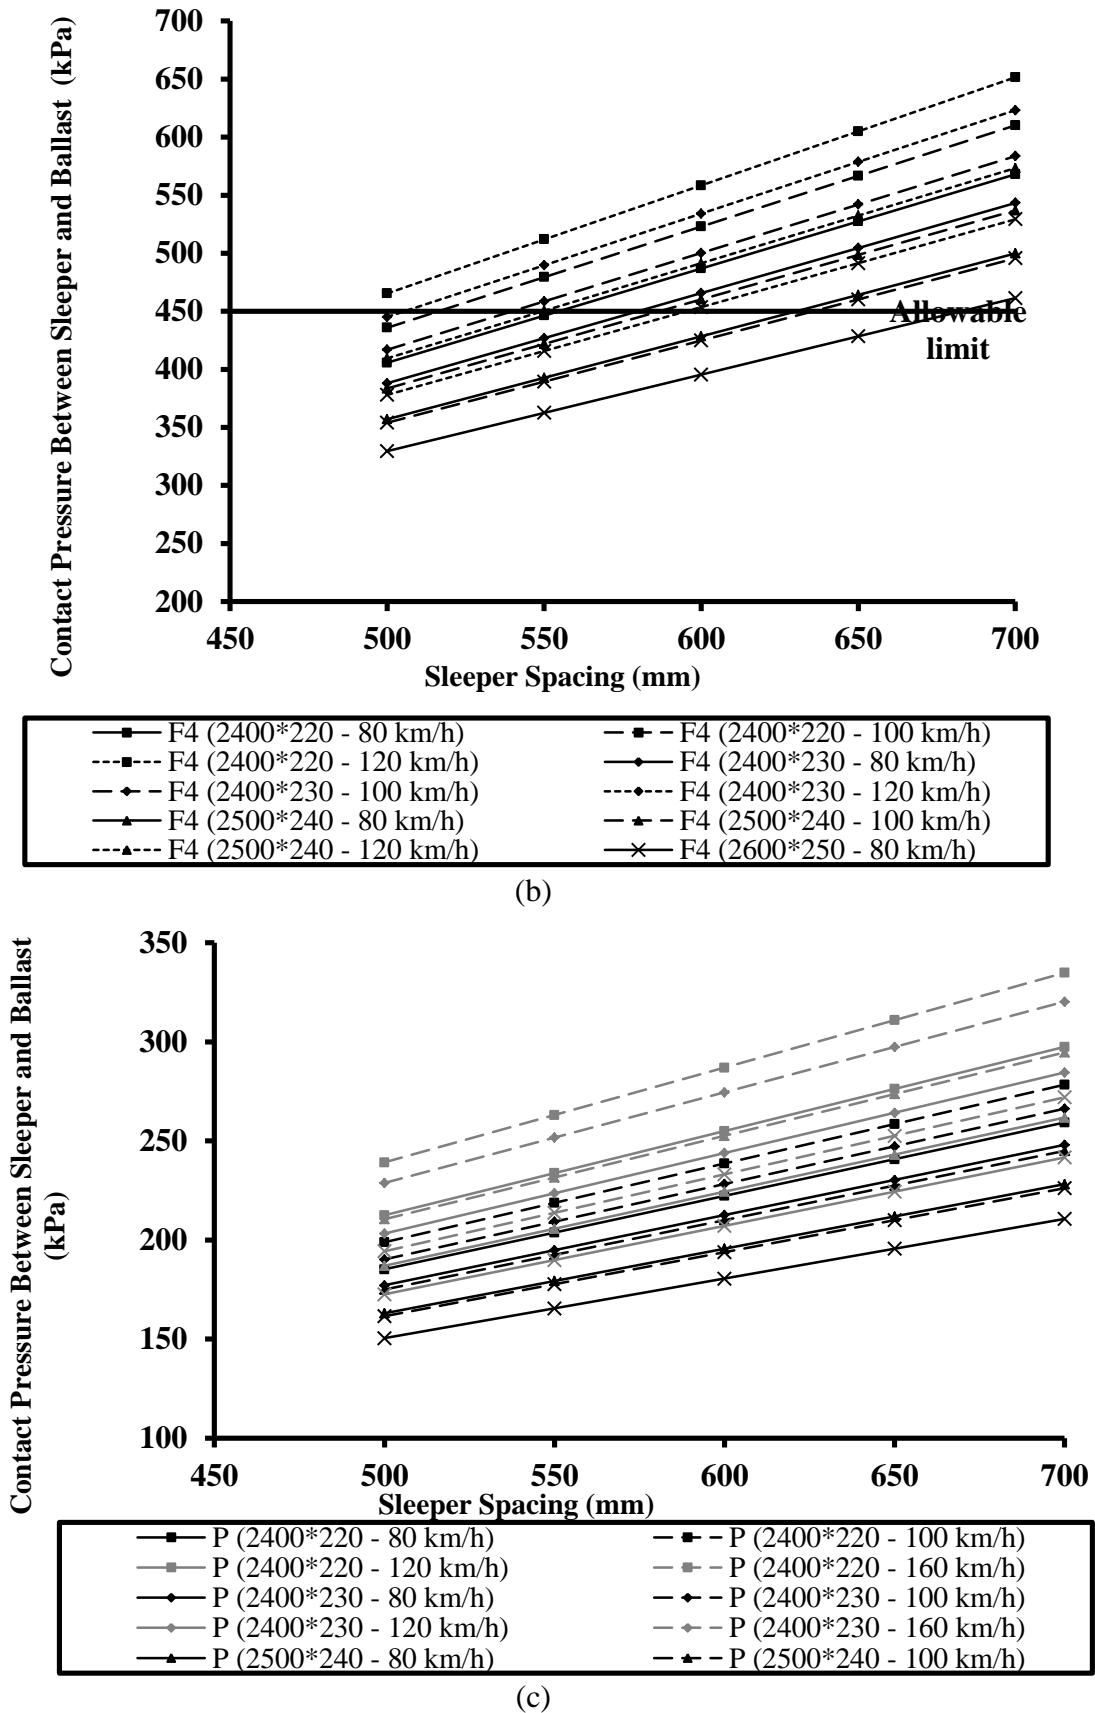 Contact Pressure Between Sleeper and Ballast (kPa)
700
650
600
550
500
450
400
350
300
250
200
Allowable
limit
450 500 550 600 650 700
Sleeper Spacing (mm)
F4 (2400*220 - 80 km/h) F4 (2400*220 - 100 km/h)
F4 (2400*220 - 120 km/h) F4 (2400*230 - 80 km/h)
F4 (2400*230 - 100 km/h) F4 (2400*230 - 120 km/h)
F4 (2500*240 - 80 km/h) F4 (2500*240 - 100 km/h)
F4 (2500*240 - 120 km/h) F4 (2600*250 - 80 km/h)
(b)
Contact Pressure Between Sleeper and Ballast
(kPa)
350
300
250
200
150
100
450 500 550 600 650 700
Sleeper Spacing (mm)
P (2400*220 - 80 km/h) P (2400*220 - 100 km/h)
P (2400*220 - 120 km/h) P (2400*220 - 160 km/h)
P (2400*230 - 80 km/h) P (2400*230 - 100 km/h)
P (2400*230 - 120 km/h) P (2400*230 - 160 km/h)
P (2500*240 - 80 km/h) P (2500*240 - 100 km/h)
(c)